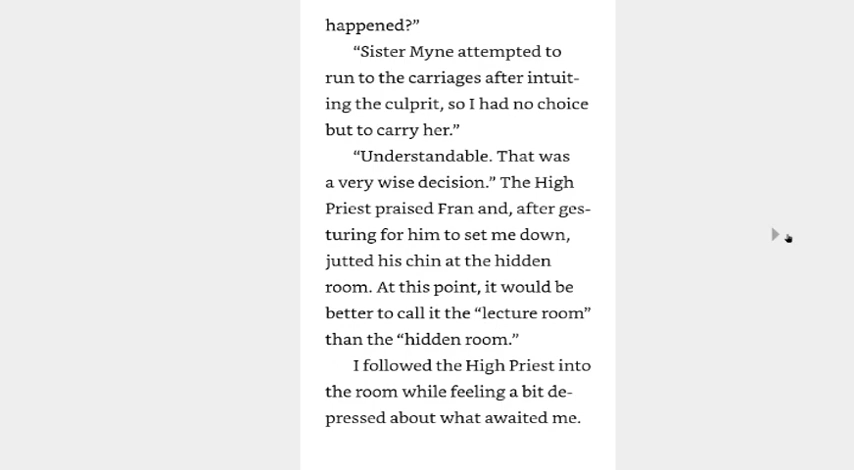 happened?”
“Sister Myne attempted to
run to the carriages after intuit-
ing the culprit, so I had no choice
but to carry her.”
“Understandable. That was
a very wise decision.” The High
Priest praised Fran and, after ges-
turing for him to set me down,
jutted his chin at the hidden
room. At this point, it would be
better to call it the “lecture room”
than the “hidden room.”
I followed the High Priest into
the room while feeling a bit de-
pressed about what awaited me.